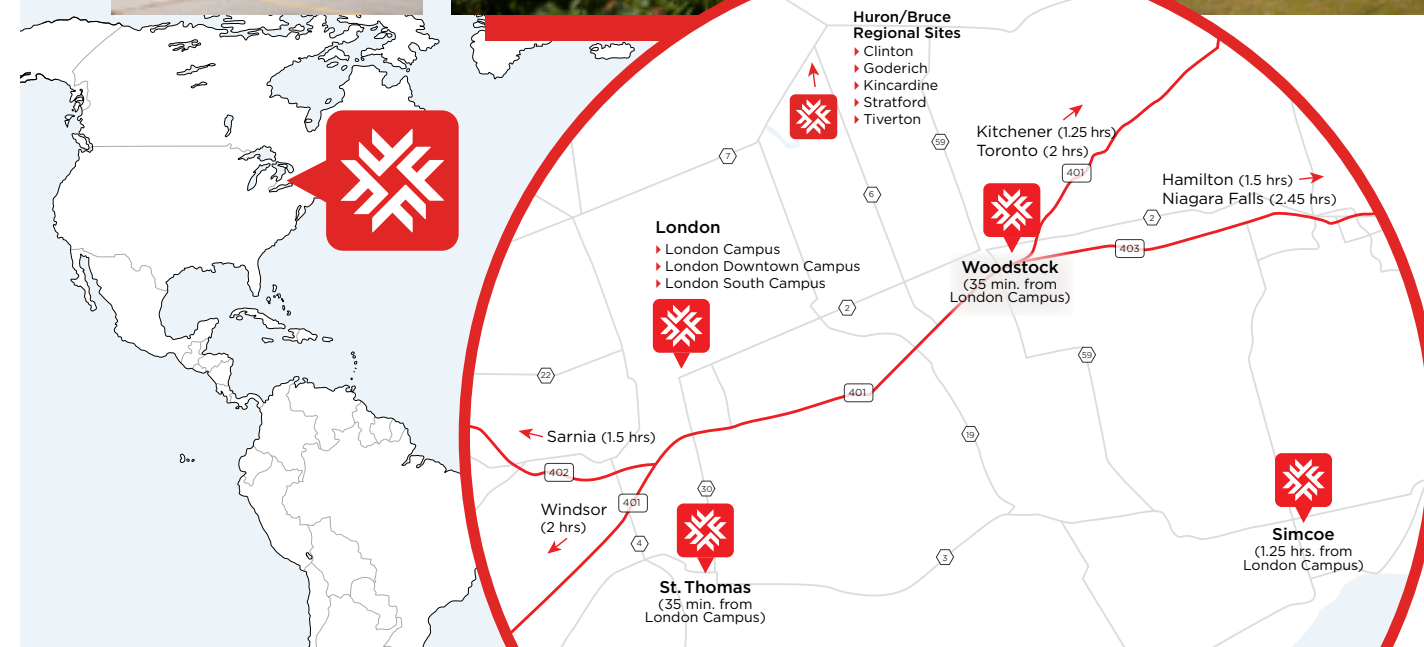 Huron/Bruce
Regional Sites
Clinton
Goderich
Kincardine
Stratford
Tiverton
59
Kitchener (1.25 hrs)
Toronto (2 hrs)
7
401
Hamilton (1.5 hrs)
Niagara Falls (2.45 hrs)
6
2
403
London
London Campus
London Downtown Campus
London South Campus
Woodstock
(35 min. from
London Campus)
2
59
22
401
Sarnia (1.5 hrs)
19
402
30
401
Windsor
(2 hrs)
4
3
Simcoe
(1.25 hrs. from
London Campus)
St. Thomas
(35 min. from
London Campus)